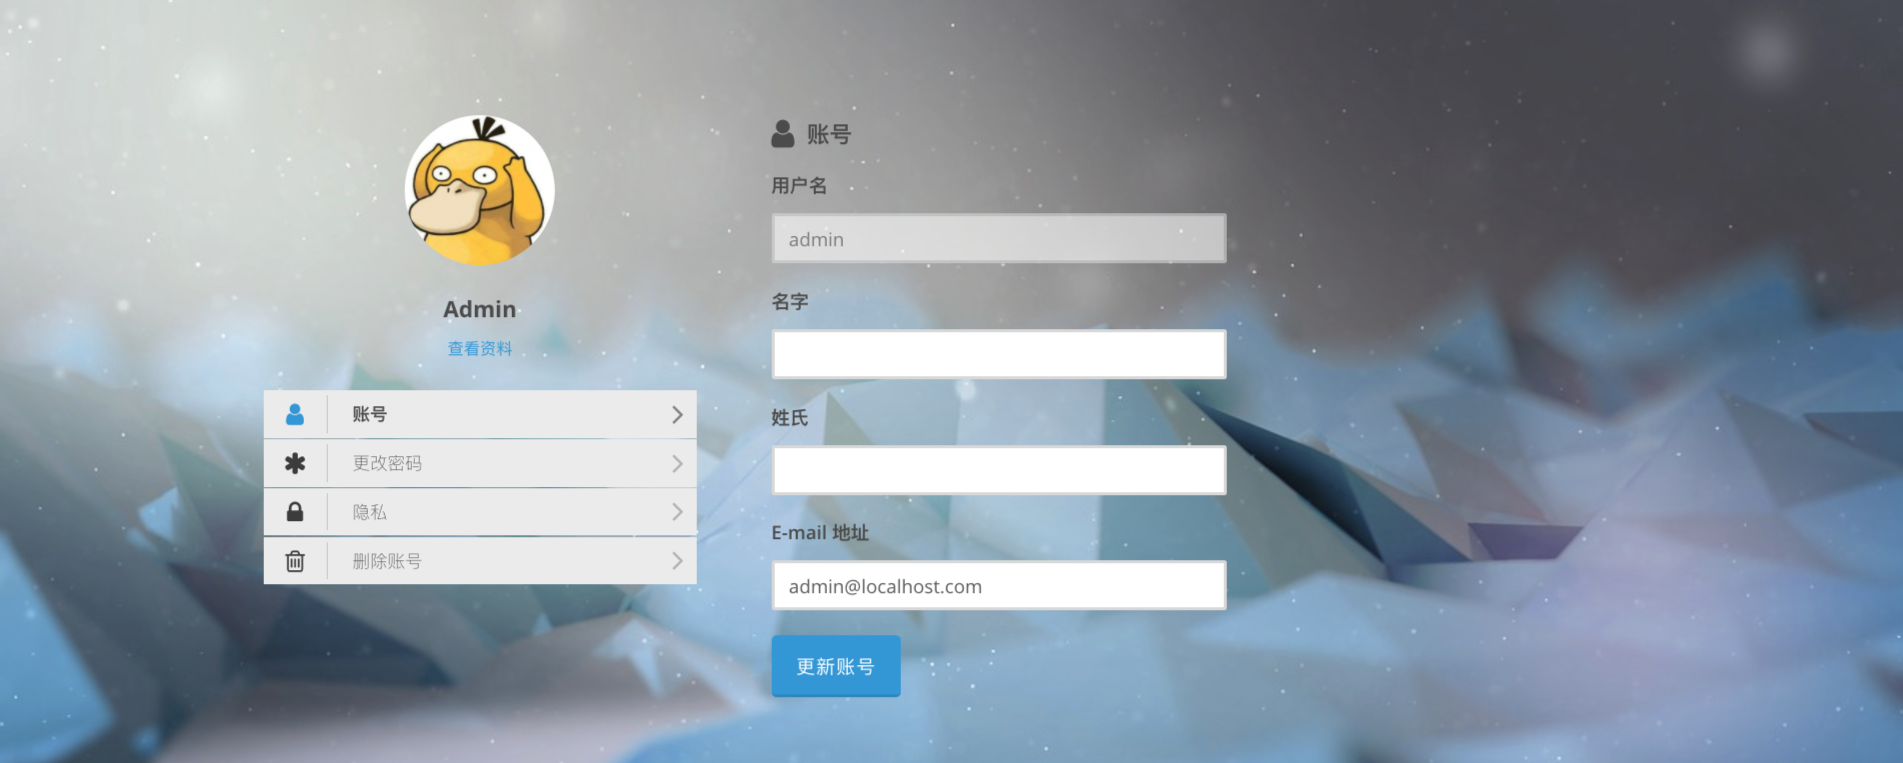 Admin
查看资料
账号
更改密码
隐私
删除账号
账号
用户名
admin
名字
姓氏
E-mail 地址
admin@localhost.com
更新账号